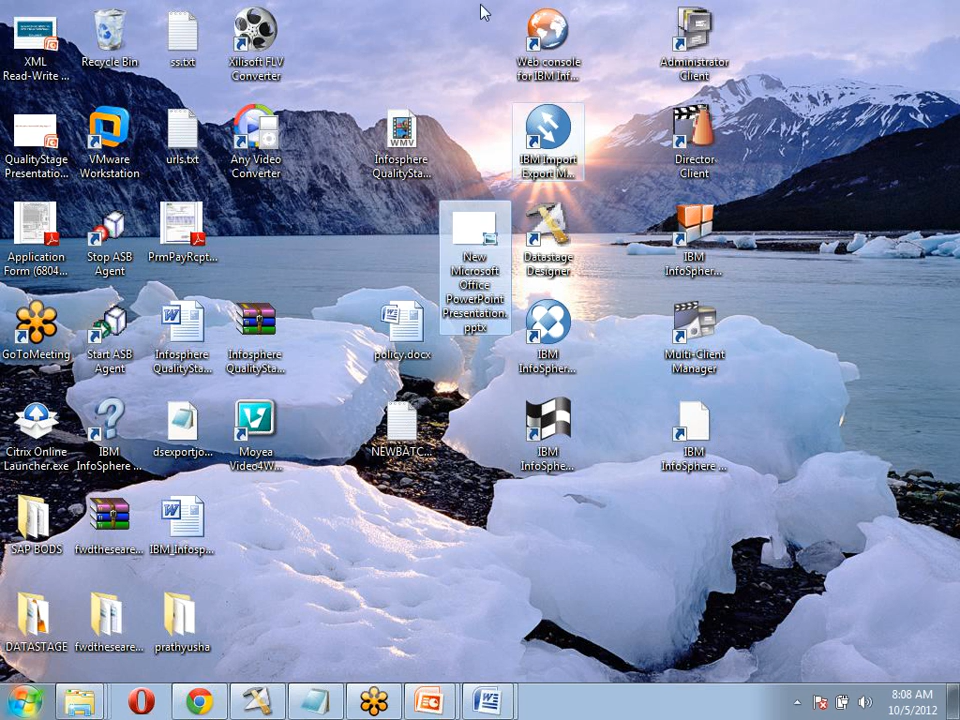 XML
Read-Write ...
Recycle Bin
ss.txt
Xilisoft FLV
Converter
Web console
for IBM Inf...
Administrator
Client
QualityStage
Presentatio...
VMware
Workstation
urls.txt
Any Video
Converter
WMV
Infosphere
QualitySta...
IBM Import
Export M...
Director
Client
Application
Form (6804...
Stop ASB
Agent
PrmPayRcpt...
New
Microsoft
Office
PowerPoint
Presentation.
pptx
Datastage
Designer
IBM
InfoSpher...
GoToMeeting
Start ASB
Agent
Infosphere
QualitySta...
Infosphere
QualitySta...
policy.docx
IBM
InfoSpher...
Multi-Client
Manager
Citrix Online
Launcher.exe
IBM
InfoSphere ...
dsexportjo...
Moyea
Video4W...
NEWBATC...
IBM
InfoSphe...
IBM
InfoSphere ...
SAP BODS
fwdthesear...
IBM_Infosp...
DATASTAGE
fwdthesear...
prathyusha
8:08 AM
10/5/2012